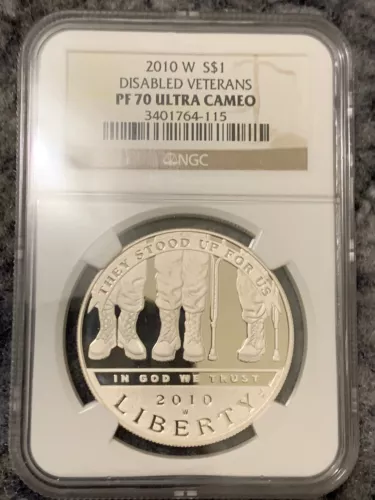 2010 W S$1
DISABLED VETERANS
PF 70 ULTRA CAMEO
3401764-115
NGC
THEY STOOD UP FOR US
IN GOD WE TRUST
2010
W
LIBERTY